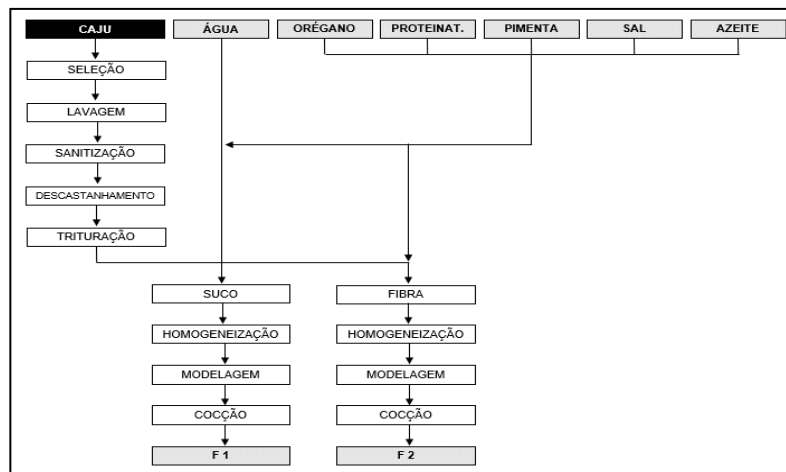 CAJU ÁGUA ORÉGANO PROTEINAT. PIMENTA SAL AZEITE
SELEÇÃO
LAVAGEM
SANITIZAÇÃO
DESCASTANHAMENTO
TRITURAÇÃO
SUCO FIBRA
HOMOGENEIZAÇÃO HOMOGENEIZAÇÃO
MODELAGEM MODELAGEM
COCÇÃO COCÇÃO
F 1 F 2